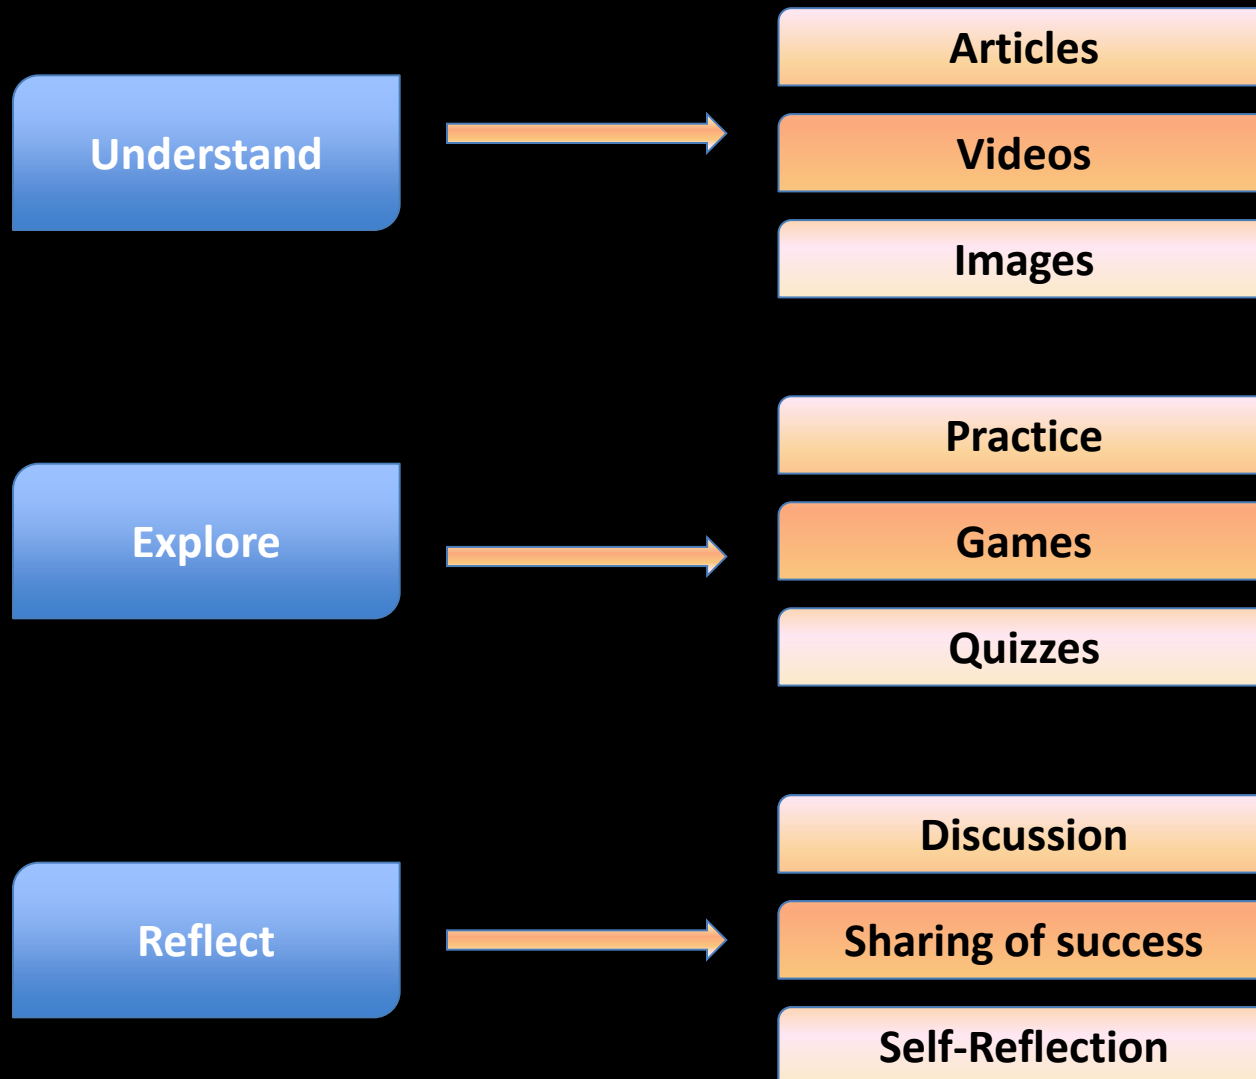 Understand
Articles
Videos
Images
Explore
Practice
Games
Quizzes
Reflect
Discussion
Sharing of success
Self-Reflection